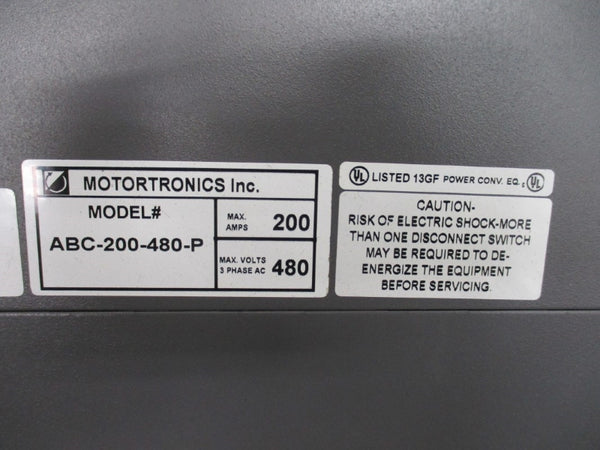 MOTORTRONICS Inc.
MODEL#
ABC-200-480-P
MAX. AMPS 200
MAX. VOLTS
3 PHASE AC 480
UL LISTED 13GF POWER CONV. EQ. c UL
CAUTION-
RISK OF ELECTRIC SHOCK-MORE
THAN ONE DISCONNECT SWITCH
MAY BE REQUIRED TO DE-
ENERGIZE THE EQUIPMENT
BEFORE SERVICING.